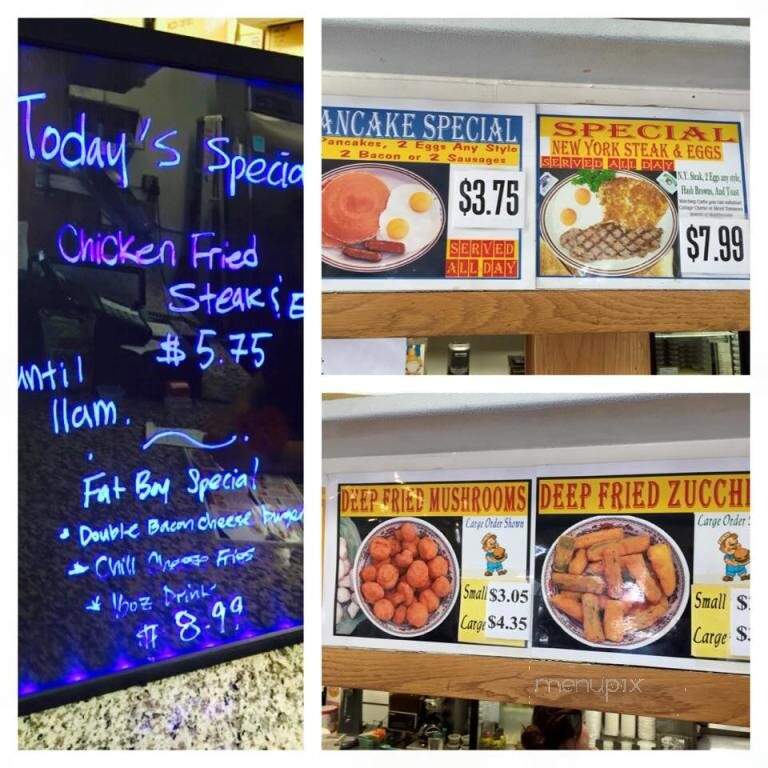 Today's Specia
Chicken Fried
Steak & E
$5.75
until
11am.
Fat Boy Special
Double Bacon cheese burger
Chili Cheese Fries
16oz Drink
$8.99
ANCAKE SPECIAL
Pancakes, 2 Eggs Any Style
2 Bacon or 2 Sausages
$3.75
SERVED
ALL DAY
SPECIAL
NEW YORK STEAK & EGGS
SERVED ALL DAY
N.Y. Steak, 2 Eggs any style,
Hash Browns, And Toast
$7.99
DEEP FRIED MUSHROOMS
Large Order Shown
Small $3.05
Large $4.35
DEEP FRIED ZUCCHI
Large Order
Small $
Large $
menupix